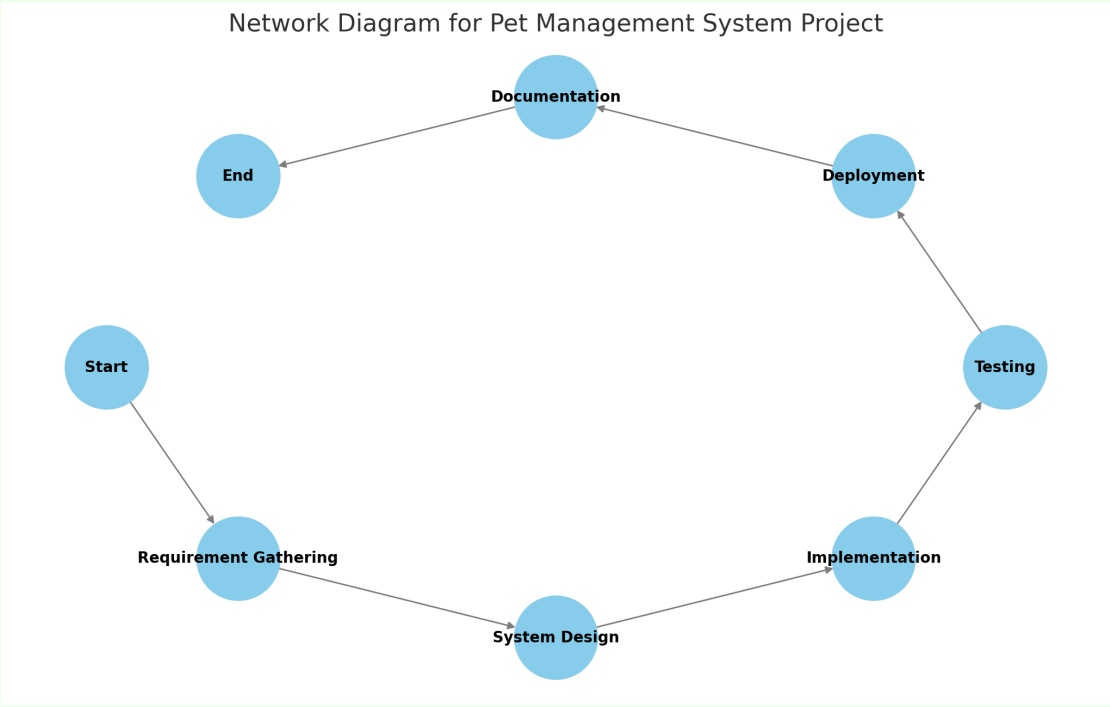 Network Diagram for Pet Management System Project
Documentation
End
Deployment
Start
Testing
Requirement Gathering
Implementation
System Design